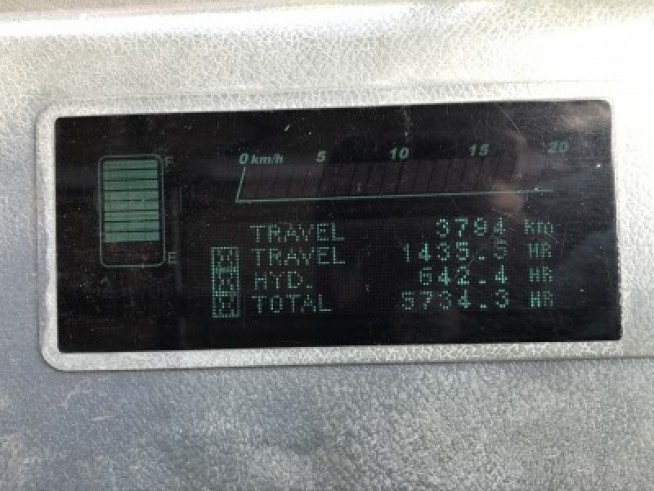 F
0 km/h 5 10 15 20
E
TRAVEL 3794 Km
TRAVEL 1435.5 HR
HYD. 642.4 HR
TOTAL 5734.3 HR